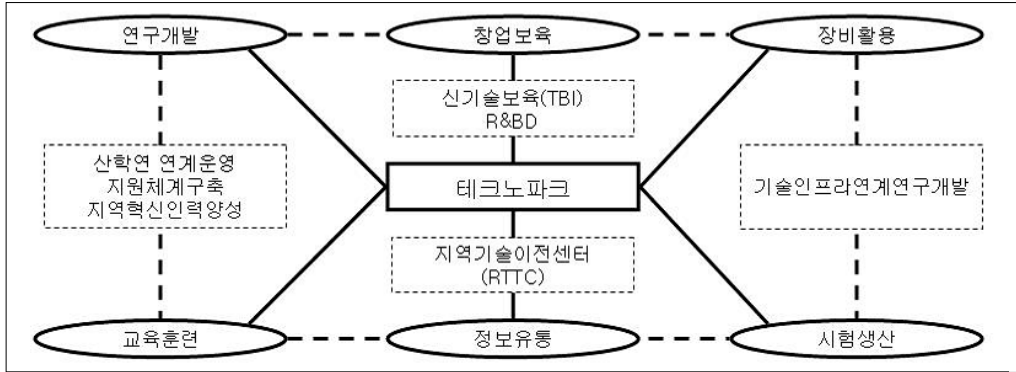 연구개발
창업보육
장비활용
신기술보육(TBI)
R&BD
산학연 연계운영
지원체계구축
지역혁신인력양성
테크노파크
기술인프라연계연구개발
지역기술이전센터
(RTTC)
교육훈련
정보유통
시험생산